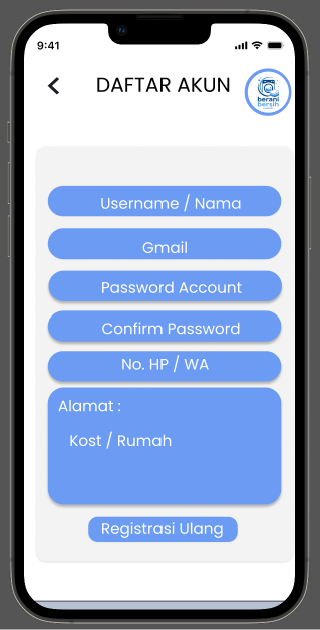 9:41
DAFTAR AKUN
berani
bersih
Username / Nama
Gmail
Password Account
Confirm Password
No. HP / WA
Alamat :
Kost / Rumah
Registrasi Ulang